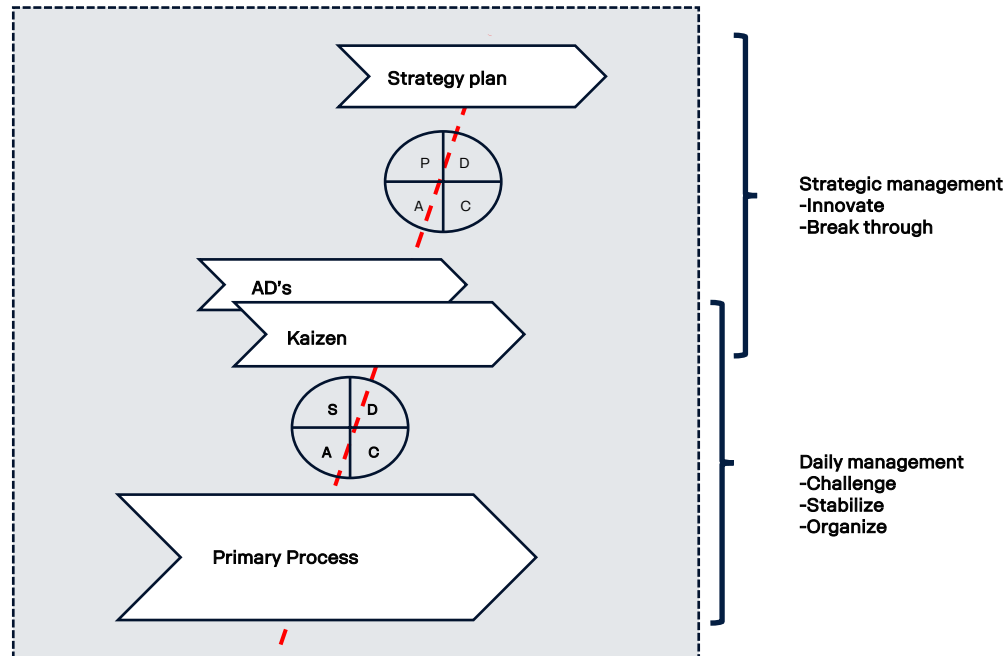 Strategy plan
P D
A C
Strategic management
-Innovate
-Break through
AD's
Kaizen
S D
A C
Daily management
-Challenge
-Stabilize
-Organize
Primary Process